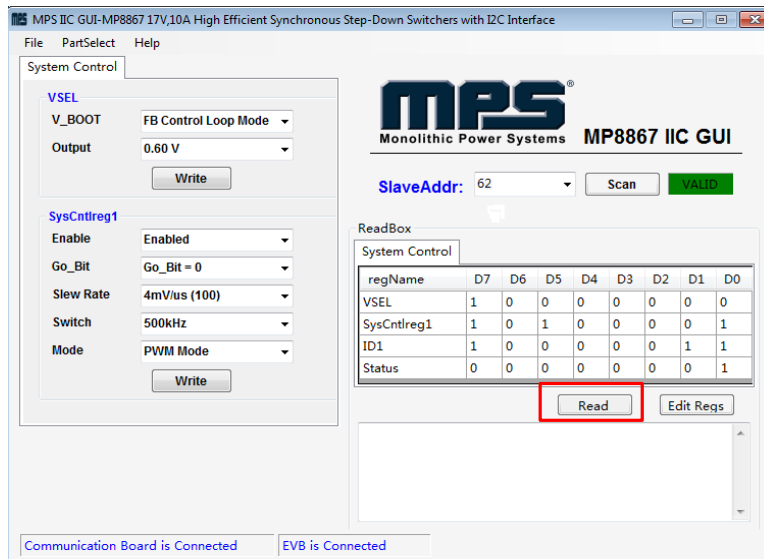 MPS IIC GUI-MP8867 17V,10A High Efficient Synchronous Step-Down Switchers with I2C Interface
File PartSelect Help
System Control
VSEL
V_BOOT FB Control Loop Mode
Output 0.60 V
Write
SysCntlreg1
Enable Enabled
Go_Bit Go_Bit = 0
Slew Rate 4mV/us (100)
Switch 500kHz
Mode PWM Mode
Write
mps®
Monolithic Power Systems MP8867 IIC GUI
SlaveAddr: 62 Scan VALID
ReadBox
System Control
regName D7 D6 D5 D4 D3 D2 D1 D0
VSEL 1 0 0 0 0 0 0 0
SysCntlreg1 1 0 1 0 0 0 0 1
ID1 1 0 0 0 0 0 1 1
Status 0 0 0 0 0 0 0 1
Read Edit Regs
Communication Board is Connected EVB is Connected